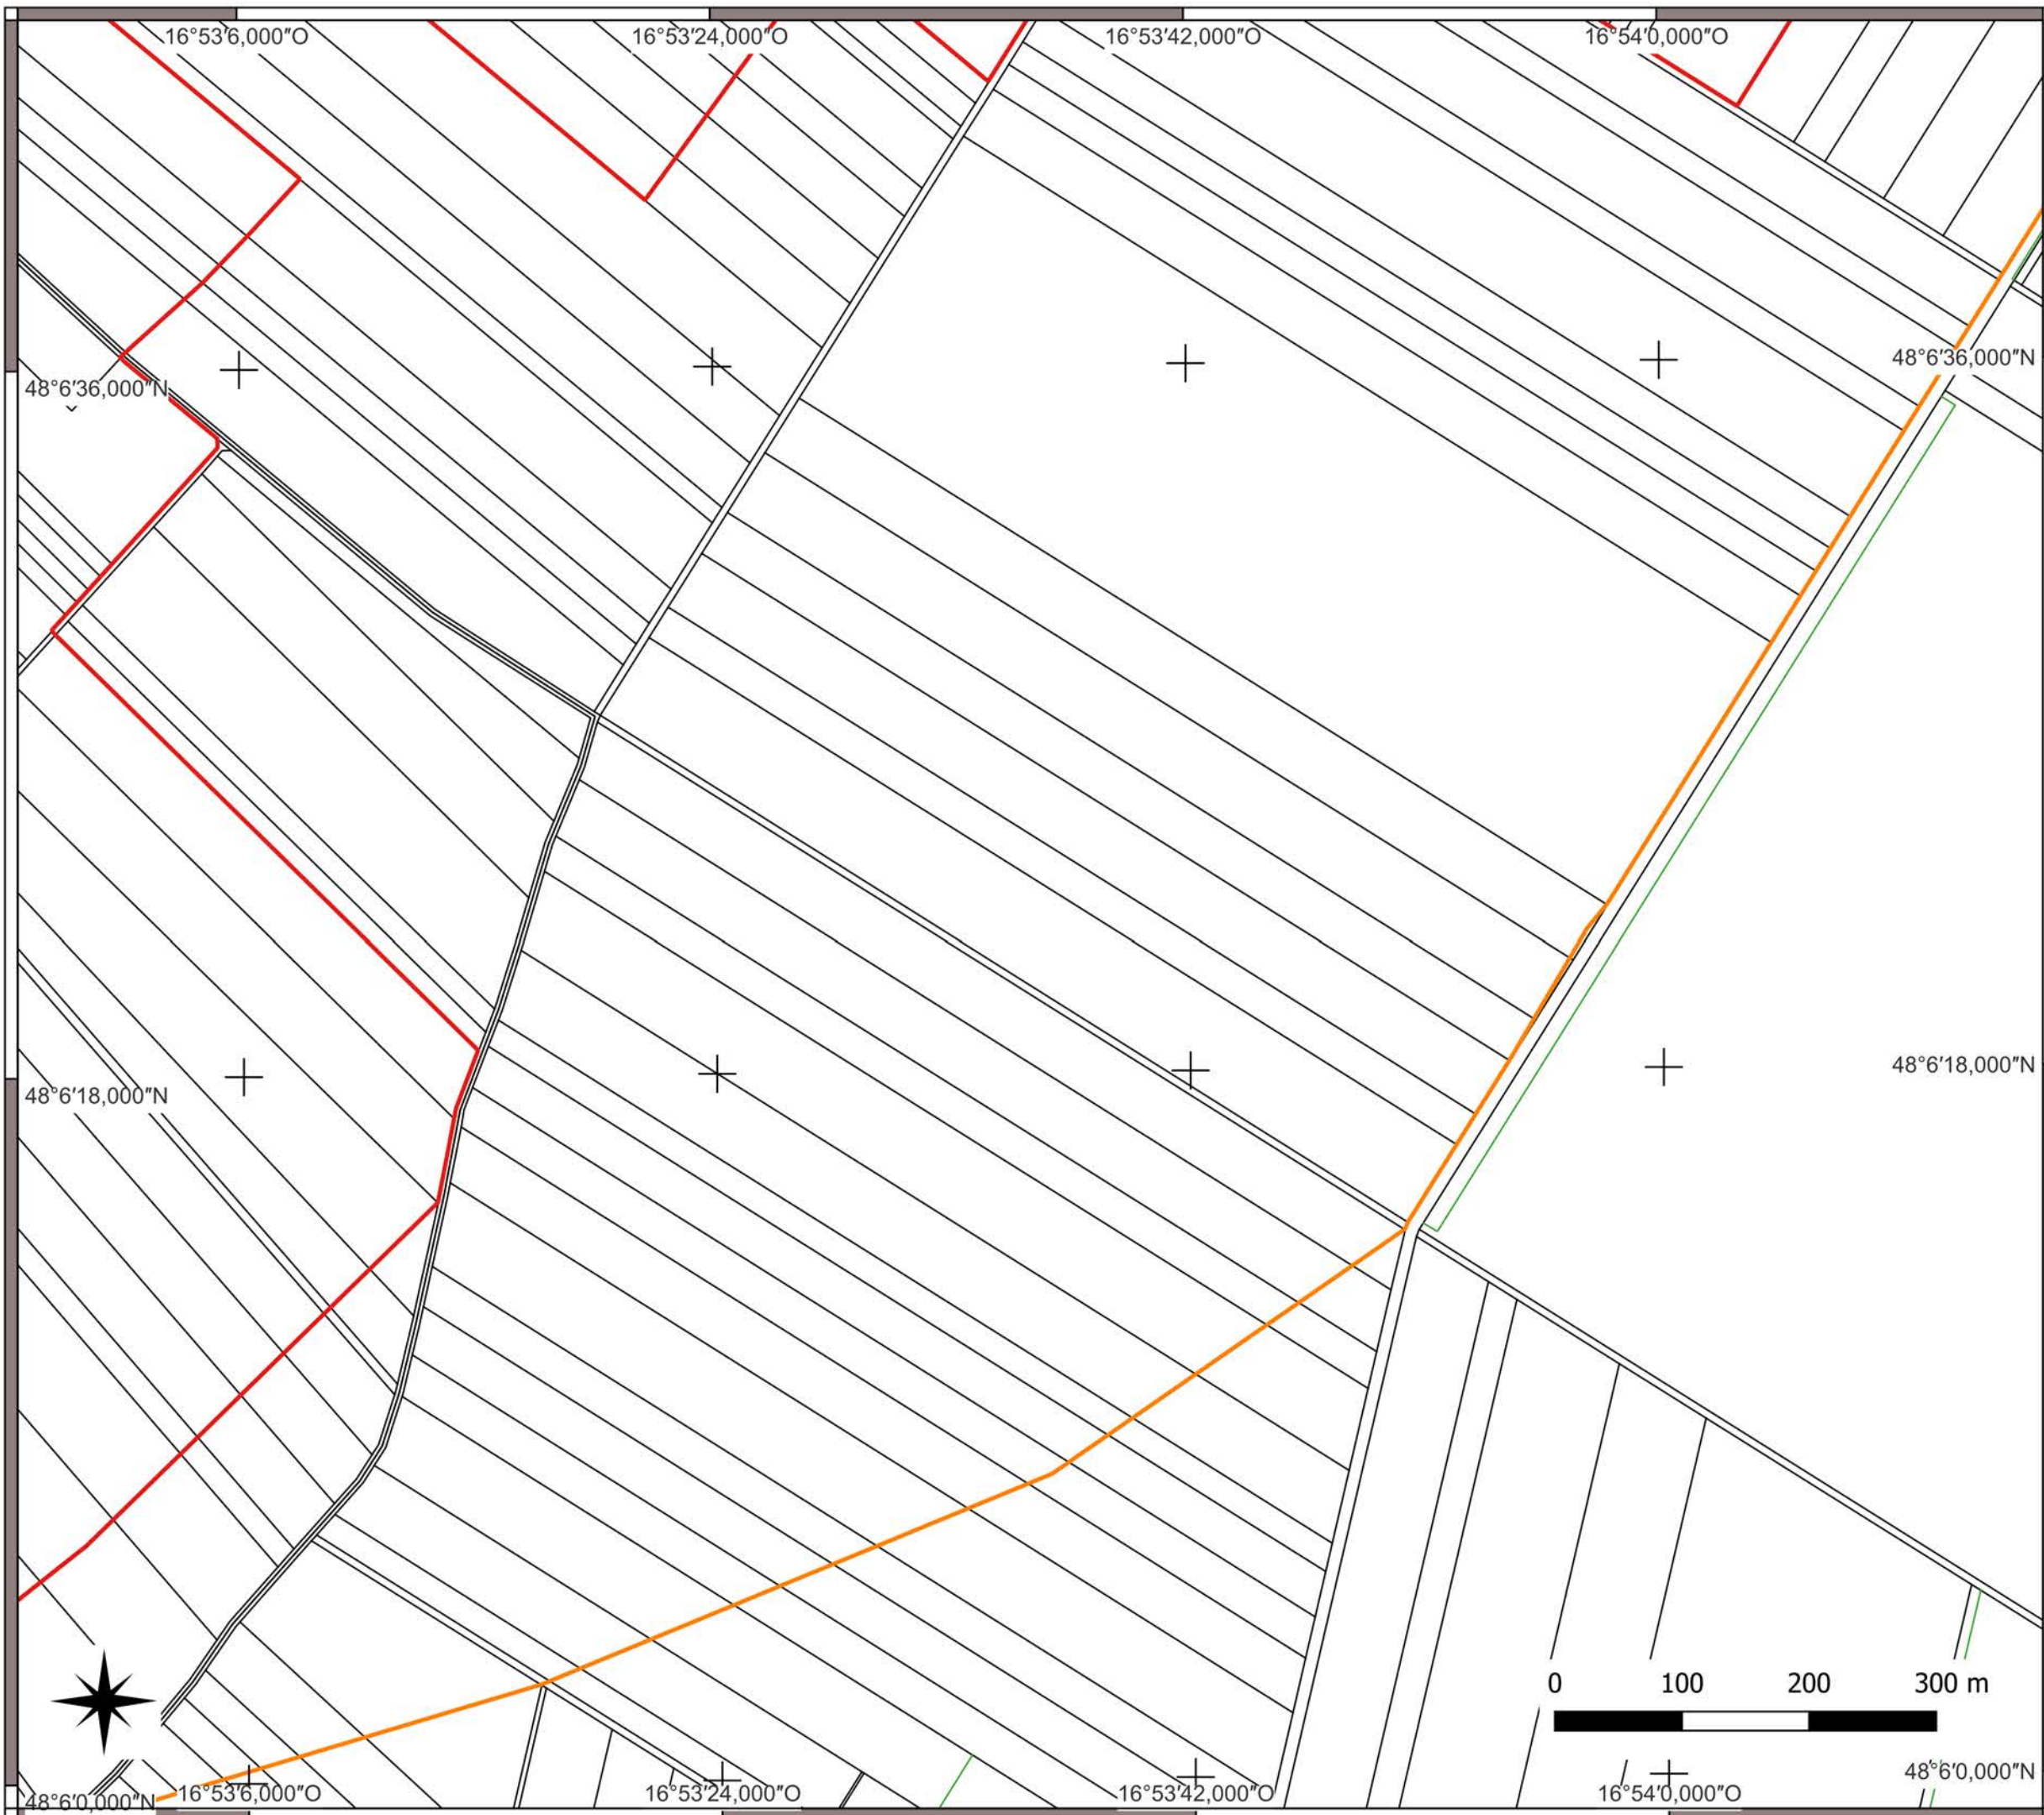 16°53′6,000″O 16°53′24,000″O 16°53′42,000″O 16°54′0,000″O
48°6′36,000″N 48°6′36,000″N
48°6′18,000″N 48°6′18,000″N
0 100 200 300 m
48°6′0,000″N 16°53′6,000″O 16°53′24,000″O 16°53′42,000″O 16°54′0,000″O 48°6′0,000″N